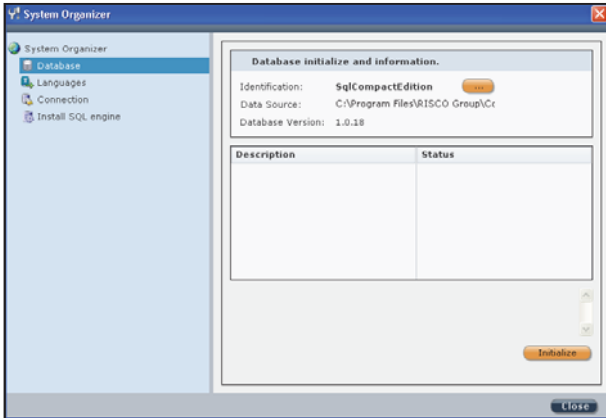 System Organizer
System Organizer
Database
Languages
Connection
Install SQL engine
Database initialize and information.
Identification: SqlCompactEdition ...
Data Source: C:\Program Files\RISCO Group\Cc
Database Version: 1.0.18
Description Status
Initialize
Close